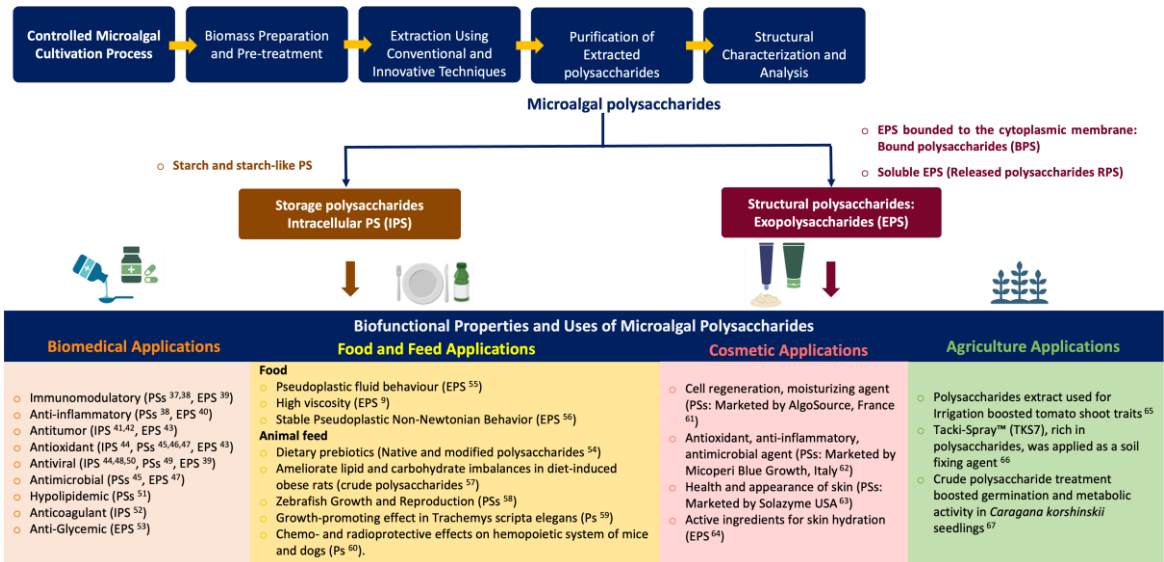 Controlled Microalgal
Cultivation Process
Biomass Preparation
and Pre-treatment
Extraction Using
Conventional and
Innovative Techniques
Purification of
Extracted
polysaccharides
Structural
Characterization and
Analysis
Microalgal polysaccharides
○ Starch and starch-like PS
○ EPS bounded to the cytoplasmic membrane:
Bound polysaccharides (BPS)
○ Soluble EPS (Released polysaccharides RPS)
Storage polysaccharides
Intracellular PS (IPS)
Structural polysaccharides:
Exopolysaccharides (EPS)
Biofunctional Properties and Uses of Microalgal Polysaccharides
Biomedical Applications
○ Immunomodulatory (PSs 37,38, EPS 39)
○ Anti-inflammatory (PSs 38, EPS 40)
○ Antitumor (IPS 41,42, EPS 43)
○ Antioxidant (IPS 44, PSs 45,46,47, EPS 43)
○ Antiviral (IPS 44,48,50, PSs 49, EPS 39)
○ Antimicrobial (PSs 45, EPS 47)
○ Hypolipidemic (PSs 51)
○ Anticoagulant (IPS 52)
○ Anti-Glycemic (EPS 53)
Food and Feed Applications
Food
○ Pseudoplastic fluid behaviour (EPS 55)
○ High viscosity (EPS 9)
○ Stable Pseudoplastic Non-Newtonian Behavior (EPS 56)
Animal feed
○ Dietary prebiotics (Native and modified polysaccharides 54)
○ Ameliorate lipid and carbohydrate imbalances in diet-induced
obese rats (crude polysaccharides 57)
○ Zebrafish Growth and Reproduction (PSs 58)
○ Growth-promoting effect in Trachemys scripta elegans (Ps 59)
○ Chemo- and radioprotective effects on hemopoietic system of mice
and dogs (Ps 60).
Cosmetic Applications
○ Cell regeneration, moisturizing agent
(PSs: Marketed by AlgoSource, France
61)
○ Antioxidant, anti-inflammatory,
antimicrobial agent (PSs: Marketed by
Micoperi Blue Growth, Italy 62)
○ Health and appearance of skin (PSs:
Marketed by Solazyme USA 63)
○ Active ingredients for skin hydration
(EPS 64)
Agriculture Applications
○ Polysaccharides extract used for
Irrigation boosted tomato shoot traits 65
○ Tacki-Spray™ (TKS7), rich in
polysaccharides, was applied as a soil
fixing agent 66
○ Crude polysaccharide treatment
boosted germination and metabolic
activity in Caragana korshinskii
seedlings 67